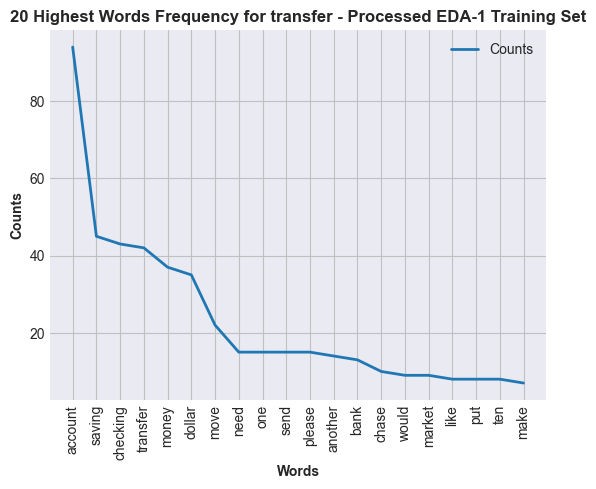 20 Highest Words Frequency for transfer - Processed EDA-1 Training Set
Counts
Counts
80
60
40
20
account
saving
checking
transfer
money
dollar
move
need
one
send
please
another
bank
chase
would
market
like
put
ten
make
Words